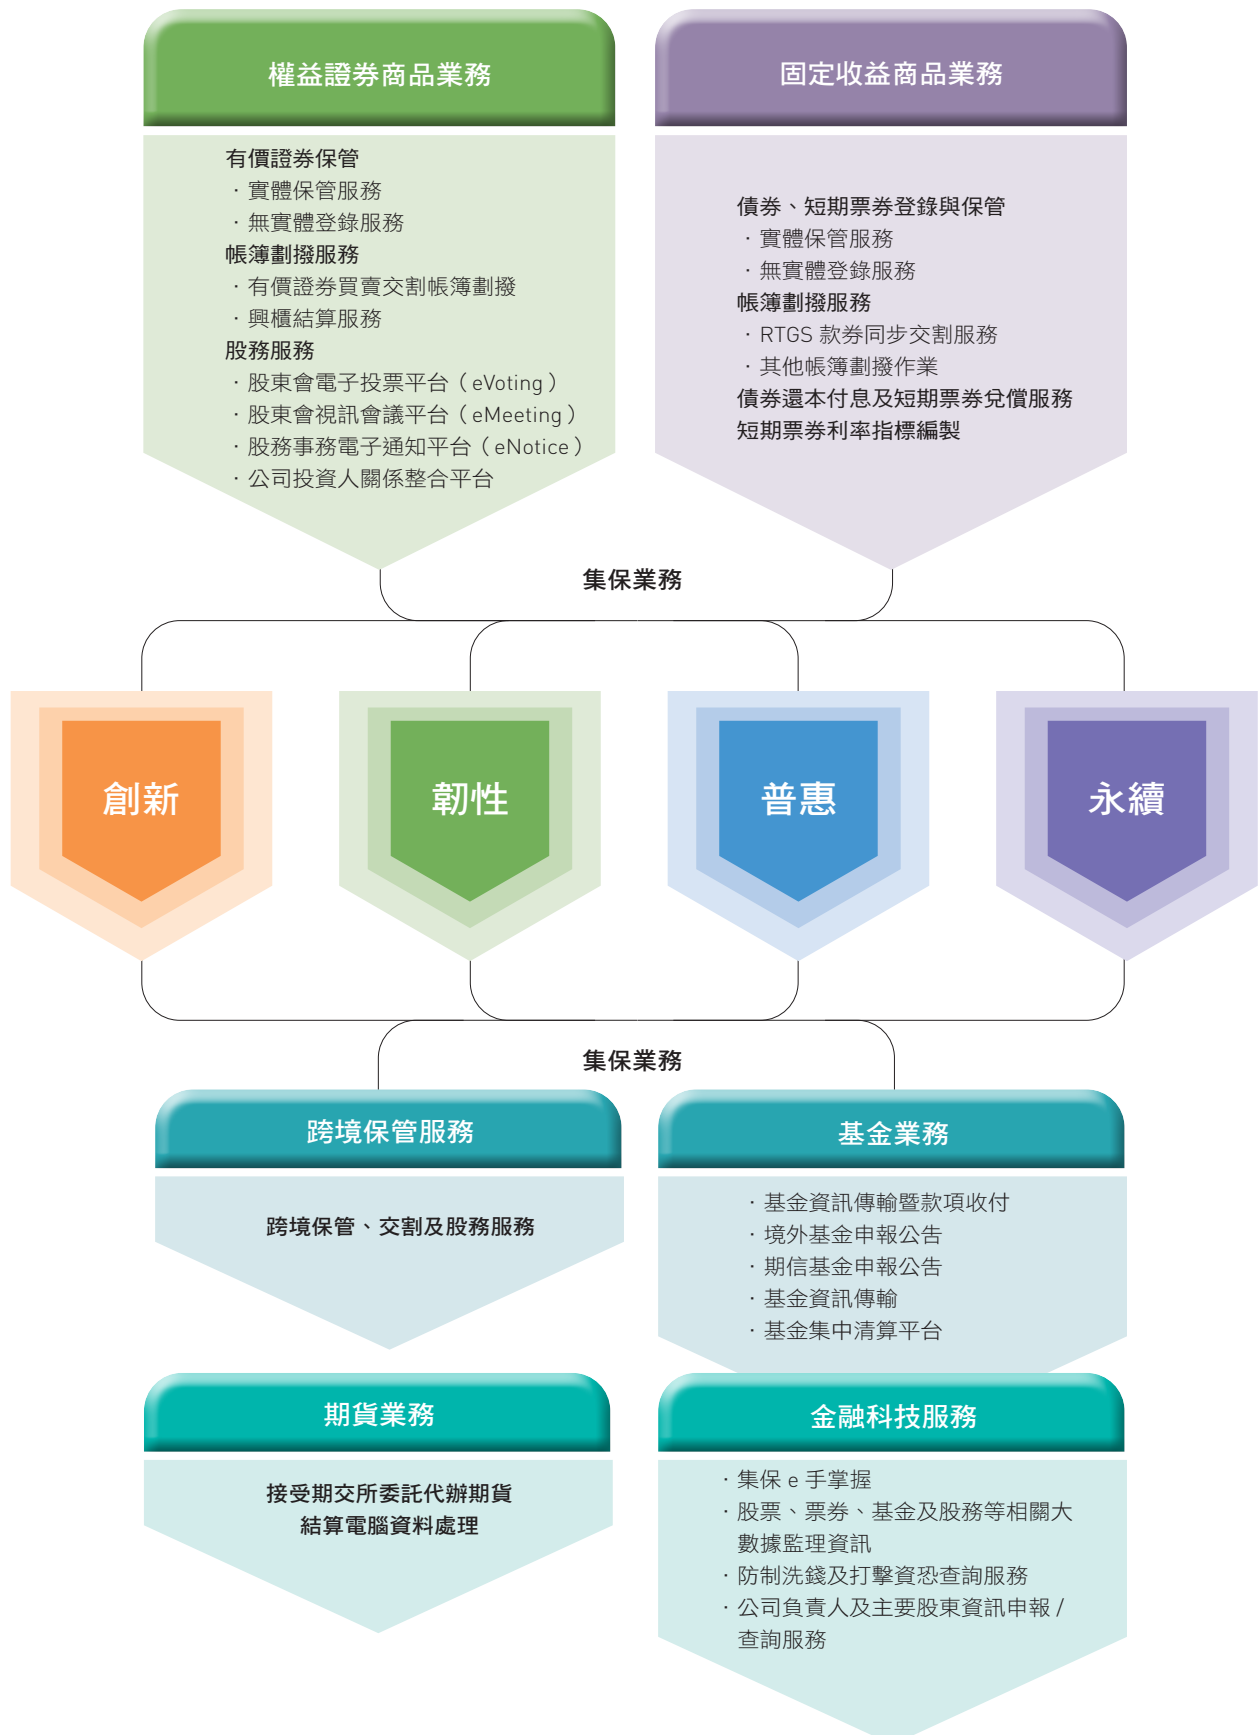 權益證券商品業務
有價證券保管
·實體保管服務
·無實體登錄服務
帳簿劃撥服務
·有價證券買賣交割帳簿劃撥
·興櫃結算服務
股務服務
·股東會電子投票平台（eVoting）
·股東會視訊會議平台（eMeeting）
·股務事務電子通知平台（eNotice）
·公司投資人關係整合平台
固定收益商品業務
債券、短期票券登錄與保管
·實體保管服務
·無實體登錄服務
帳簿劃撥服務
·RTGS 款券同步交割服務
·其他帳簿劃撥作業
債券還本付息及短期票券兌償服務
短期票券利率指標編製
集保業務
創新
韌性
普惠
永續
集保業務
跨境保管服務
跨境保管、交割及股務服務
基金業務
·基金資訊傳輸暨款項收付
·境外基金申報公告
·期信基金申報公告
·基金資訊傳輸
·基金集中清算平台
期貨業務
接受期交所委託代辦期貨
結算電腦資料處理
金融科技服務
·集保 e 手掌握
·股票、票券、基金及股務等相關大
數據監理資訊
·防制洗錢及打擊資恐查詢服務
·公司負責人及主要股東資訊申報 /
查詢服務